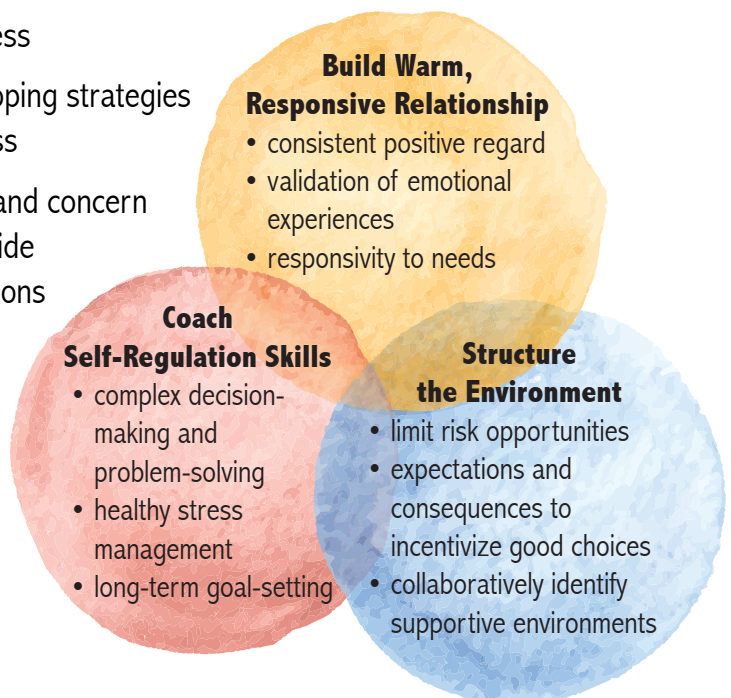 ess
oping strategies
ss
and concern
ide
ons
Build Warm,
Responsive Relationship
• consistent positive regard
• validation of emotional
experiences
• responsivity to needs
Coach
Self-Regulation Skills
• complex decision-
making and
problem-solving
• healthy stress
management
• long-term goal-setting
Structure
the Environment
• limit risk opportunities
• expectations and
consequences to
incentivize good choices
• collaboratively identify
supportive environments